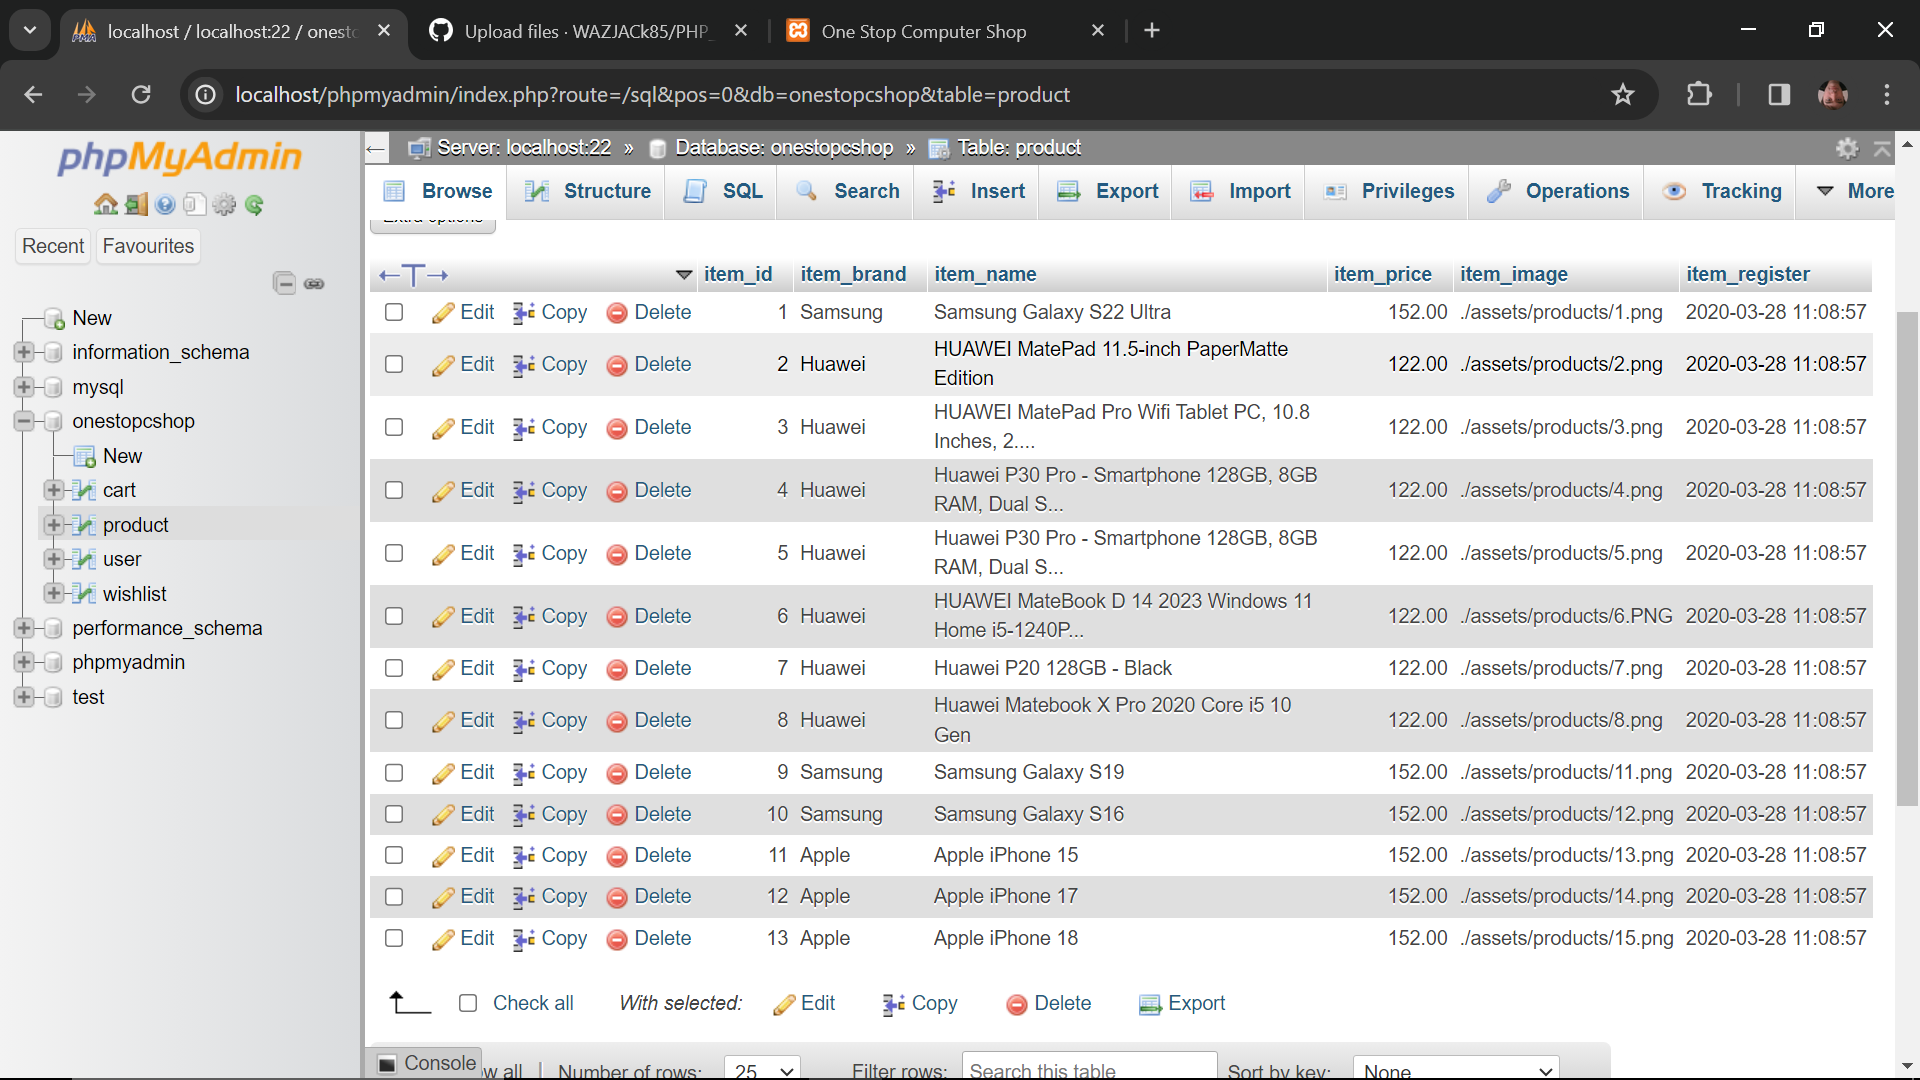 localhost / localhost:22 / onesto
Upload files · WAZJACk85/PHP_
One Stop Computer Shop
localhost/phpmyadmin/index.php?route=/sql&pos=0&db=onestopcshop&table=product
phpMyAdmin
Recent Favourites
New
information_schema
mysql
onestopcshop
New
cart
product
user
wishlist
performance_schema
phpmyadmin
test
Server: localhost:22 » Database: onestopcshop » Table: product
Browse Structure SQL Search Insert Export Import Privileges Operations Tracking More
Extra options
item_id item_brand item_name item_price item_image item_register
Edit Copy Delete 1 Samsung Samsung Galaxy S22 Ultra 152.00 ./assets/products/1.png 2020-03-28 11:08:57
Edit Copy Delete 2 Huawei HUAWEI MatePad 11.5-inch PaperMatte
Edition 122.00 ./assets/products/2.png 2020-03-28 11:08:57
Edit Copy Delete 3 Huawei HUAWEI MatePad Pro Wifi Tablet PC, 10.8
Inches, 2.... 122.00 ./assets/products/3.png 2020-03-28 11:08:57
Edit Copy Delete 4 Huawei Huawei P30 Pro - Smartphone 128GB, 8GB
RAM, Dual S... 122.00 ./assets/products/4.png 2020-03-28 11:08:57
Edit Copy Delete 5 Huawei Huawei P30 Pro - Smartphone 128GB, 8GB
RAM, Dual S... 122.00 ./assets/products/5.png 2020-03-28 11:08:57
Edit Copy Delete 6 Huawei HUAWEI MateBook D 14 2023 Windows 11
Home i5-1240P... 122.00 ./assets/products/6.PNG 2020-03-28 11:08:57
Edit Copy Delete 7 Huawei Huawei P20 128GB - Black 122.00 ./assets/products/7.png 2020-03-28 11:08:57
Edit Copy Delete 8 Huawei Huawei Matebook X Pro 2020 Core i5 10
Gen 122.00 ./assets/products/8.png 2020-03-28 11:08:57
Edit Copy Delete 9 Samsung Samsung Galaxy S19 152.00 ./assets/products/11.png 2020-03-28 11:08:57
Edit Copy Delete 10 Samsung Samsung Galaxy S16 152.00 ./assets/products/12.png 2020-03-28 11:08:57
Edit Copy Delete 11 Apple Apple iPhone 15 152.00 ./assets/products/13.png 2020-03-28 11:08:57
Edit Copy Delete 12 Apple Apple iPhone 17 152.00 ./assets/products/14.png 2020-03-28 11:08:57
Edit Copy Delete 13 Apple Apple iPhone 18 152.00 ./assets/products/15.png 2020-03-28 11:08:57
Check all With selected: Edit Copy Delete Export
Console w all Number of rows: 25 Filter rows: Search this table Sort by key: None